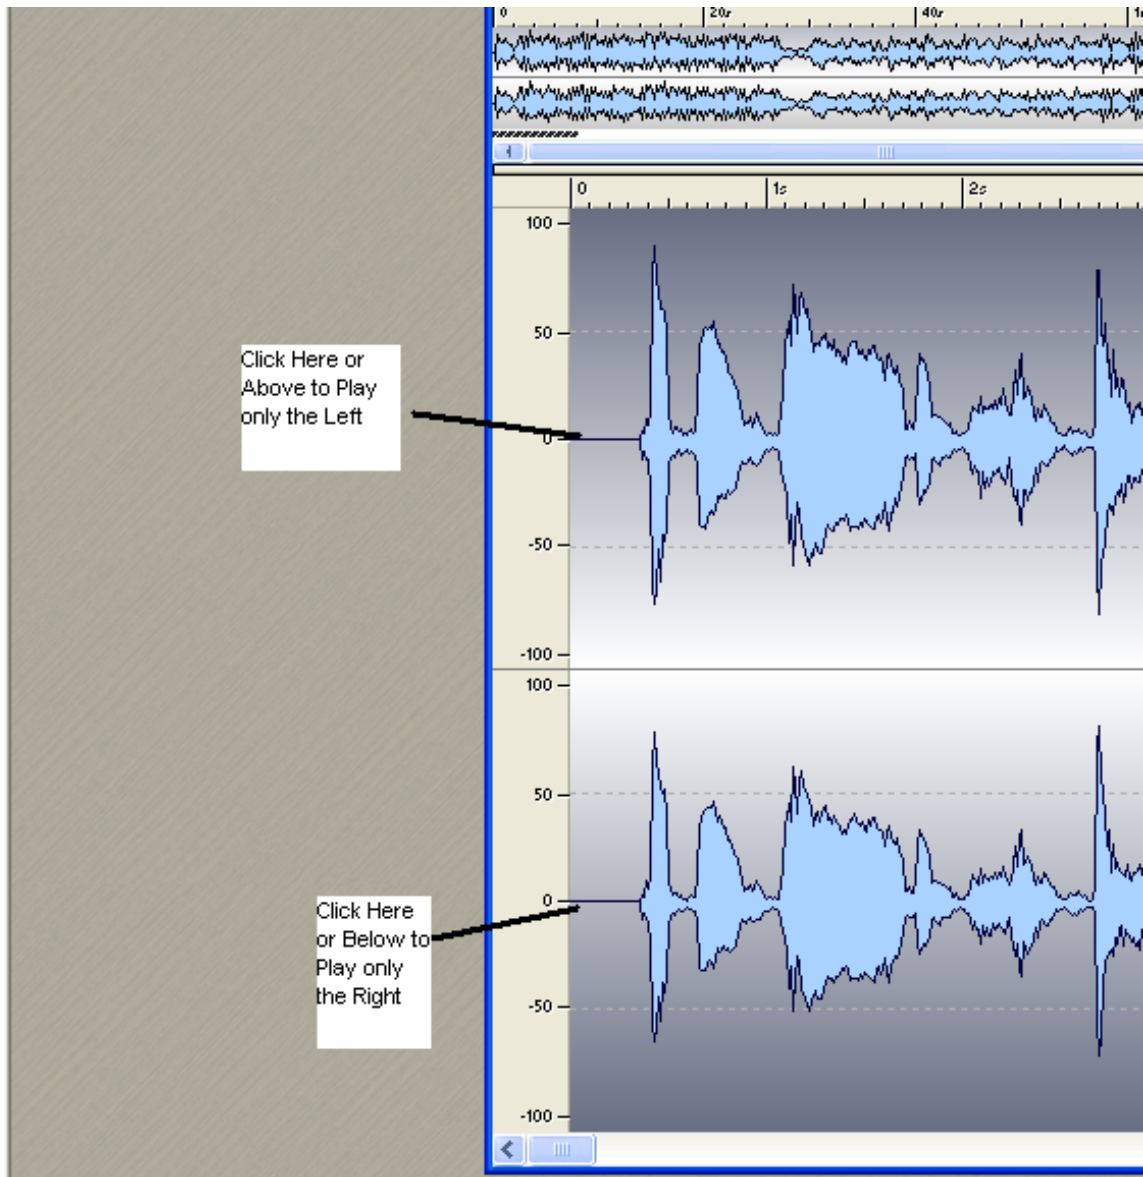 0 20s 40s
0 1s 2s
100
50
Click Here or
Above to Play
only the Left
0
-50
-100
100
50
0
Click Here
or Below to
Play only
the Right
-50
-100